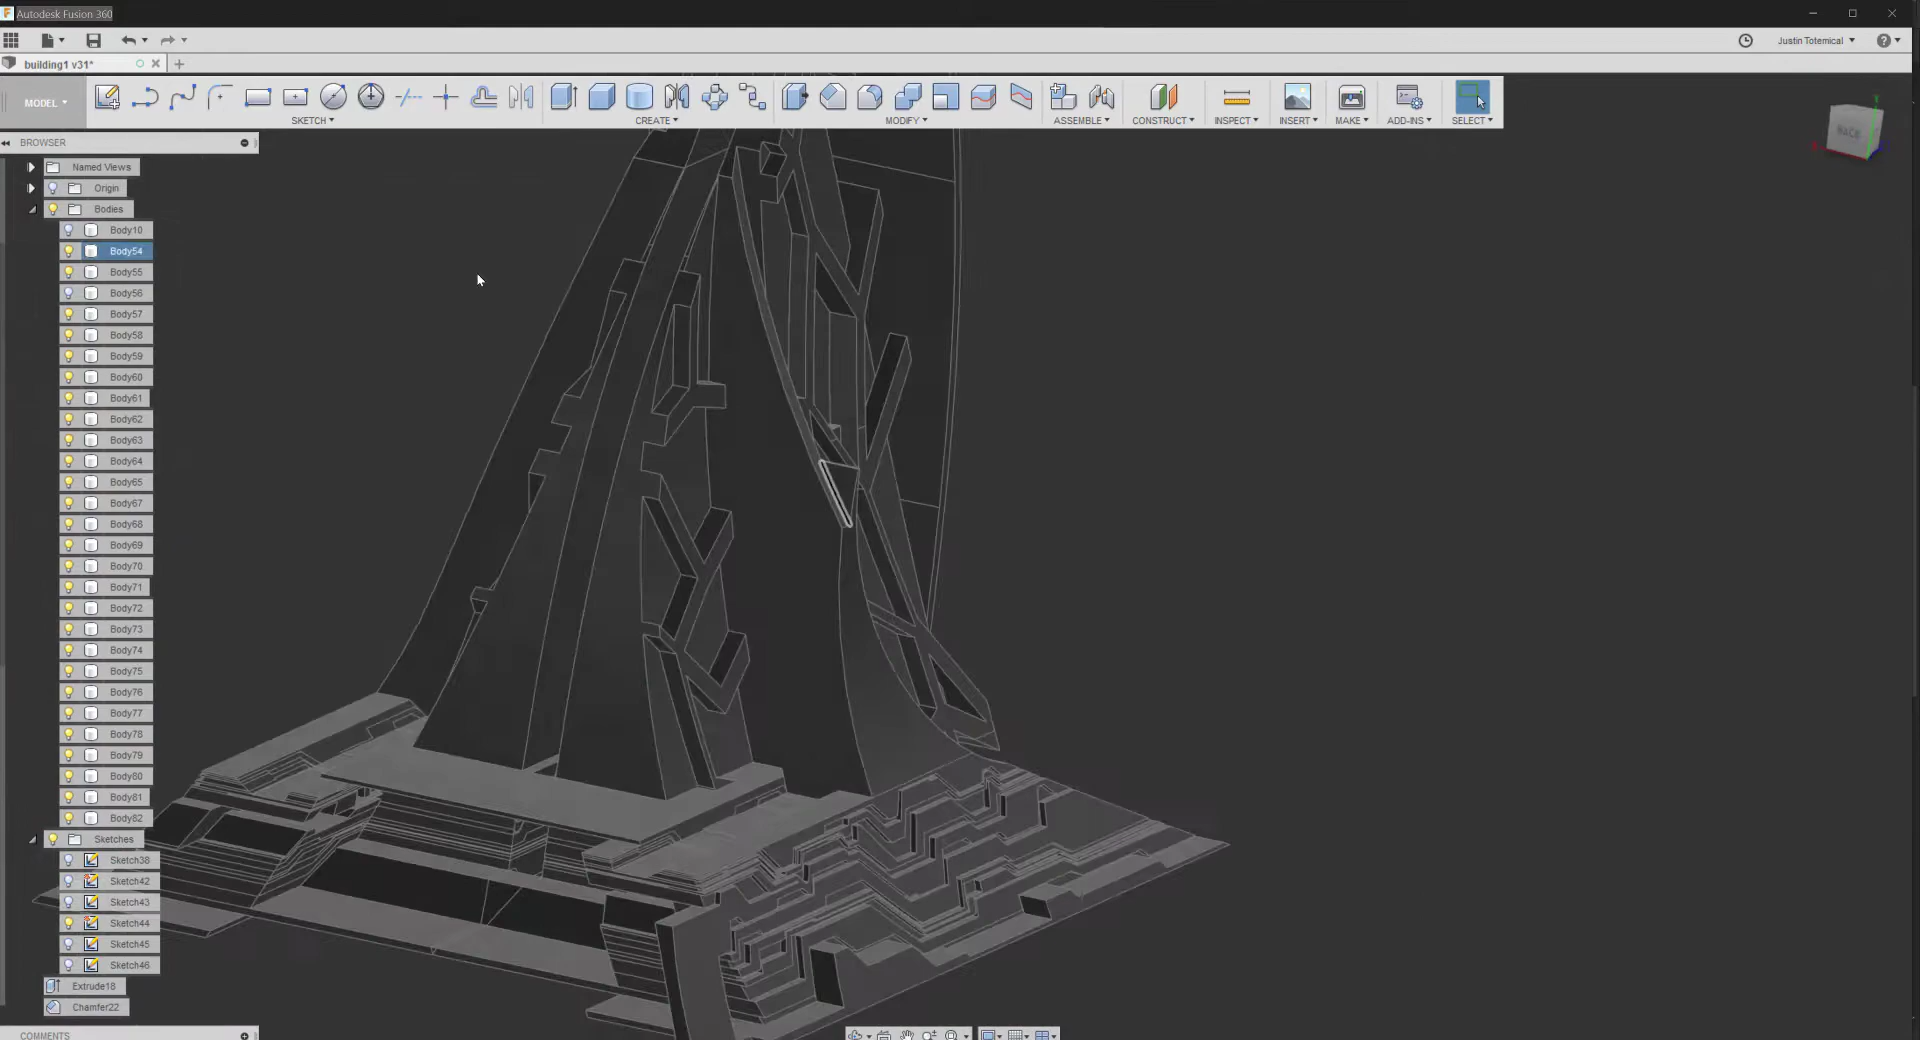 Autodesk Fusion 360
Justin Totemical
building1 v31*
MODEL
SKETCH
CREATE
MODIFY
ASSEMBLE
CONSTRUCT
INSPECT
INSERT
MAKE
ADD-INS
SELECT
BACK
BROWSER
Named Views
Origin
Bodies
Body10
Body54
Body55
Body56
Body57
Body58
Body59
Body60
Body61
Body62
Body63
Body64
Body65
Body67
Body68
Body69
Body70
Body71
Body72
Body73
Body74
Body75
Body76
Body77
Body78
Body79
Body80
Body81
Body82
Sketches
Sketch38
Sketch42
Sketch43
Sketch44
Sketch45
Sketch46
Extrude18
Chamfer22
COMMENTS